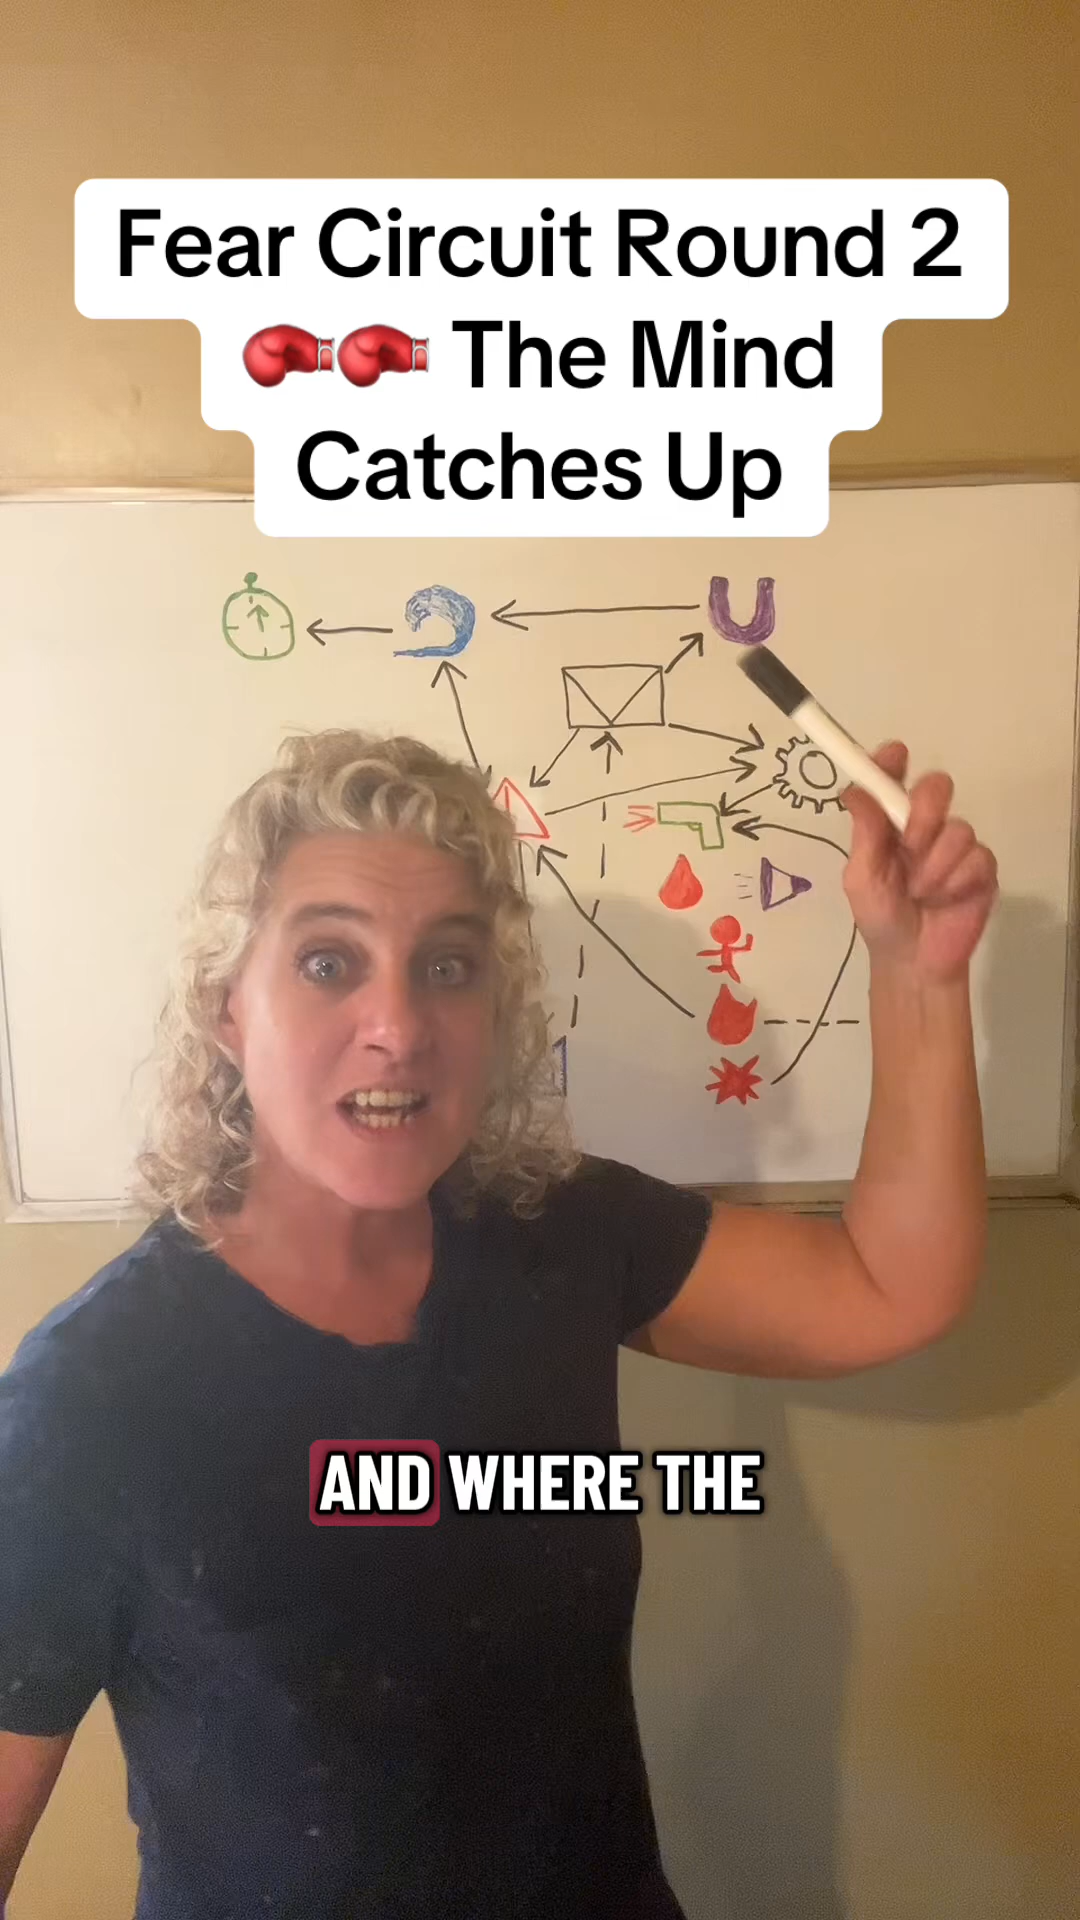 Fear Circuit Round 2
🥊🥊 The Mind
Catches Up
AND WHERE THE